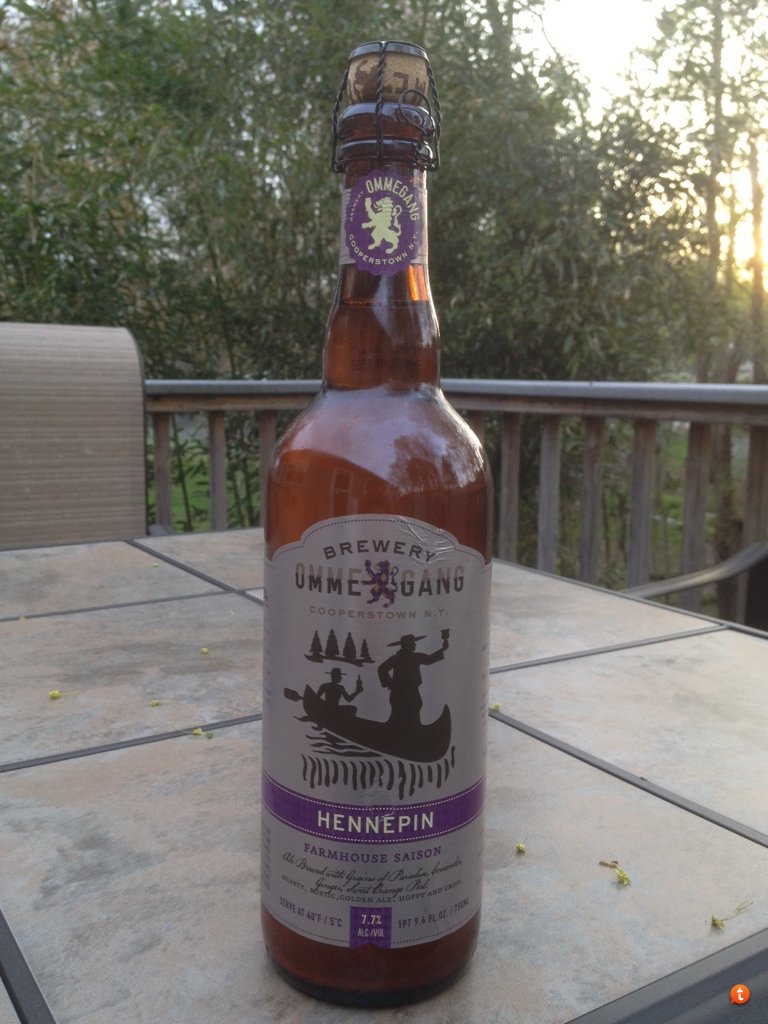 BREWERY OMMEGANG
COOPERSTOWN N.Y.
BREWERY
OMMEGANG
COOPERSTOWN N.Y.
HENNEPIN
FARMHOUSE SAISON
Ale Brewed with Grains of Paradise, Coriander,
Ginger, Sweet Orange Peel.
HEARTY, RUSTIC, GOLDEN ALE; HOPPY AND CRISP.
SERVE AT 40°F / 5°C
7.7%
ALC /VOL
1PT 9.4 FL.OZ. / 750ML
t